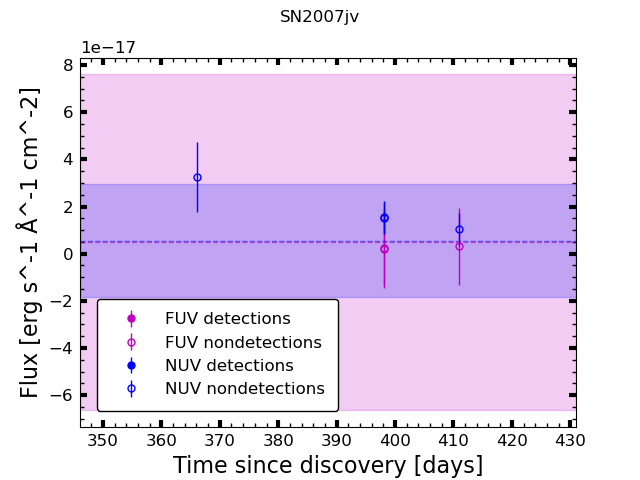 SN2007jv
1e−17
8
6
4
2
0
−2
−4
−6
Flux [erg s^-1 Å^-1 cm^-2]
FUV detections
FUV nondetections
NUV detections
NUV nondetections
350 360 370 380 390 400 410 420 430
Time since discovery [days]